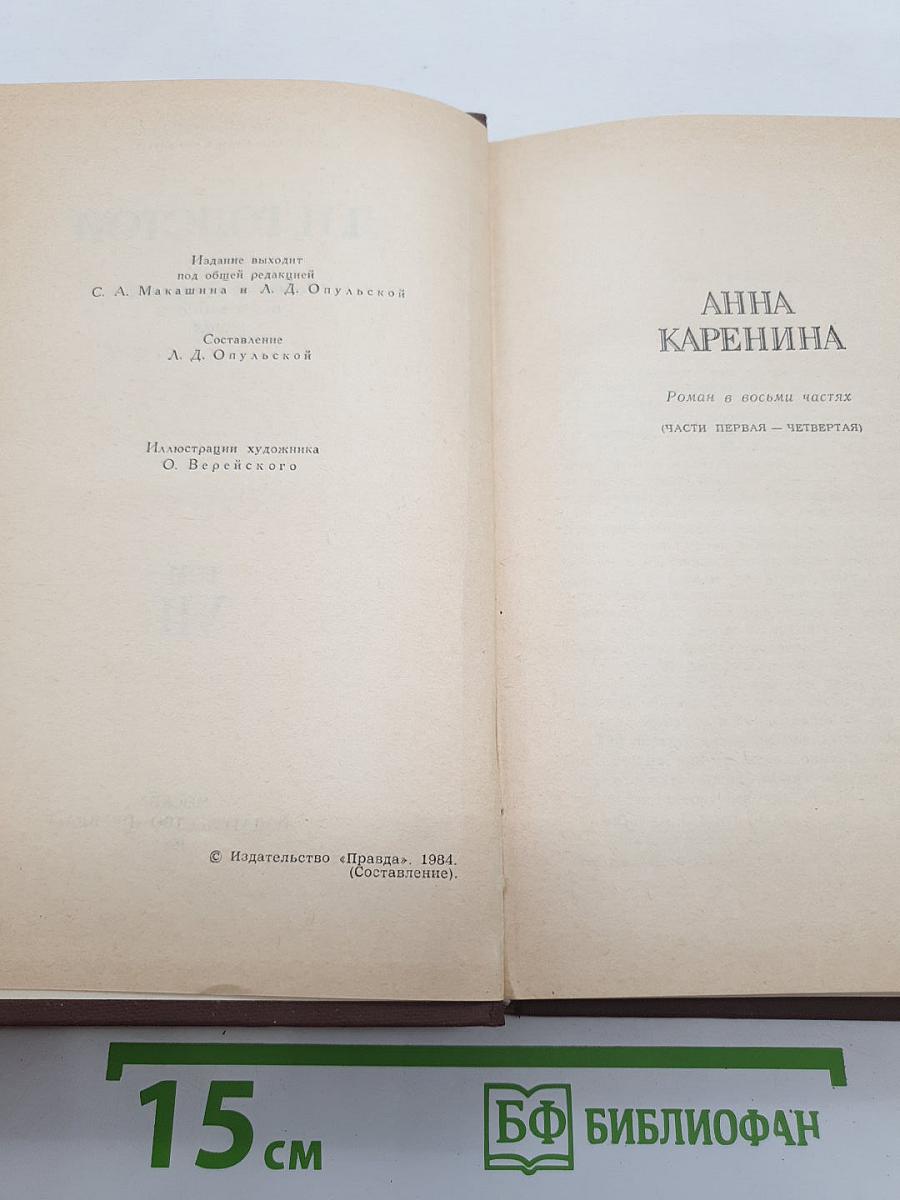 Издание выходит
под общей редакцией
С. А. Макашина и Л. Д. Опульской
Составление
Л. Д. Опульской
Иллюстрации художника
О. Верейского
© Издательство «Правда». 1984.
(Составление).
АННА
КАРЕНИНА
Роман в восьми частях
(ЧАСТИ ПЕРВАЯ — ЧЕТВЕРТАЯ)
15 см
БФ БИБЛИОФАН